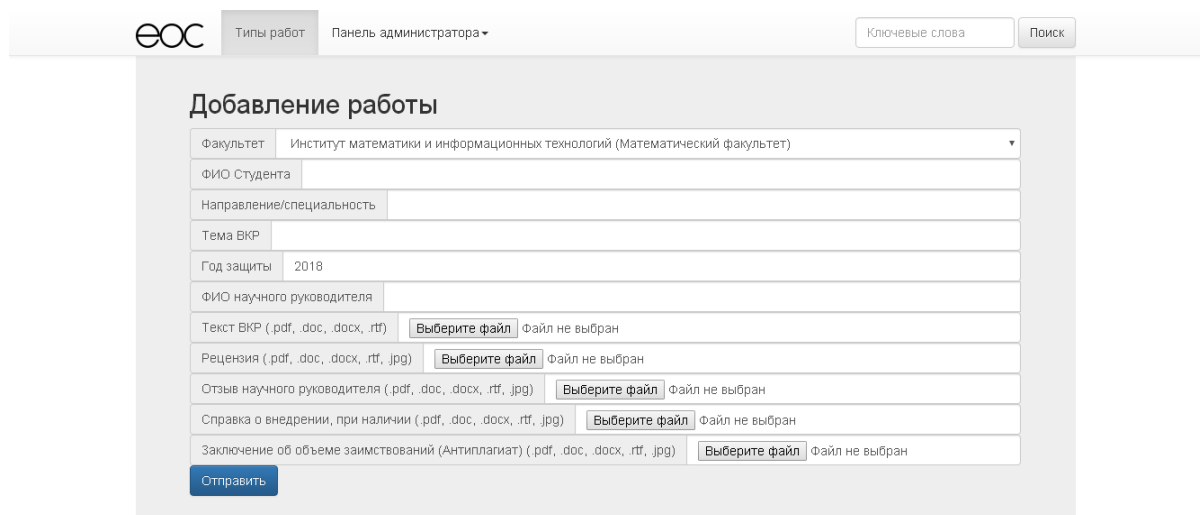 eoc Типы работ Панель администратора Ключевые слова Поиск
Добавление работы
Факультет Институт математики и информационных технологий (Математический факультет)
ФИО Студента
Направление/специальность
Тема ВКР
Год защиты 2018
ФИО научного руководителя
Текст ВКР (.pdf, .doc, .docx, .rtf) Выберите файл Файл не выбран
Рецензия (.pdf, .doc, .docx, .rtf, .jpg) Выберите файл Файл не выбран
Отзыв научного руководителя (.pdf, .doc, .docx, .rtf, .jpg) Выберите файл Файл не выбран
Справка о внедрении, при наличии (.pdf, .doc, .docx, .rtf, .jpg) Выберите файл Файл не выбран
Заключение об объеме заимствований (Антиплагиат) (.pdf, .doc, .docx, .rtf, .jpg) Выберите файл Файл не выбран
Отправить